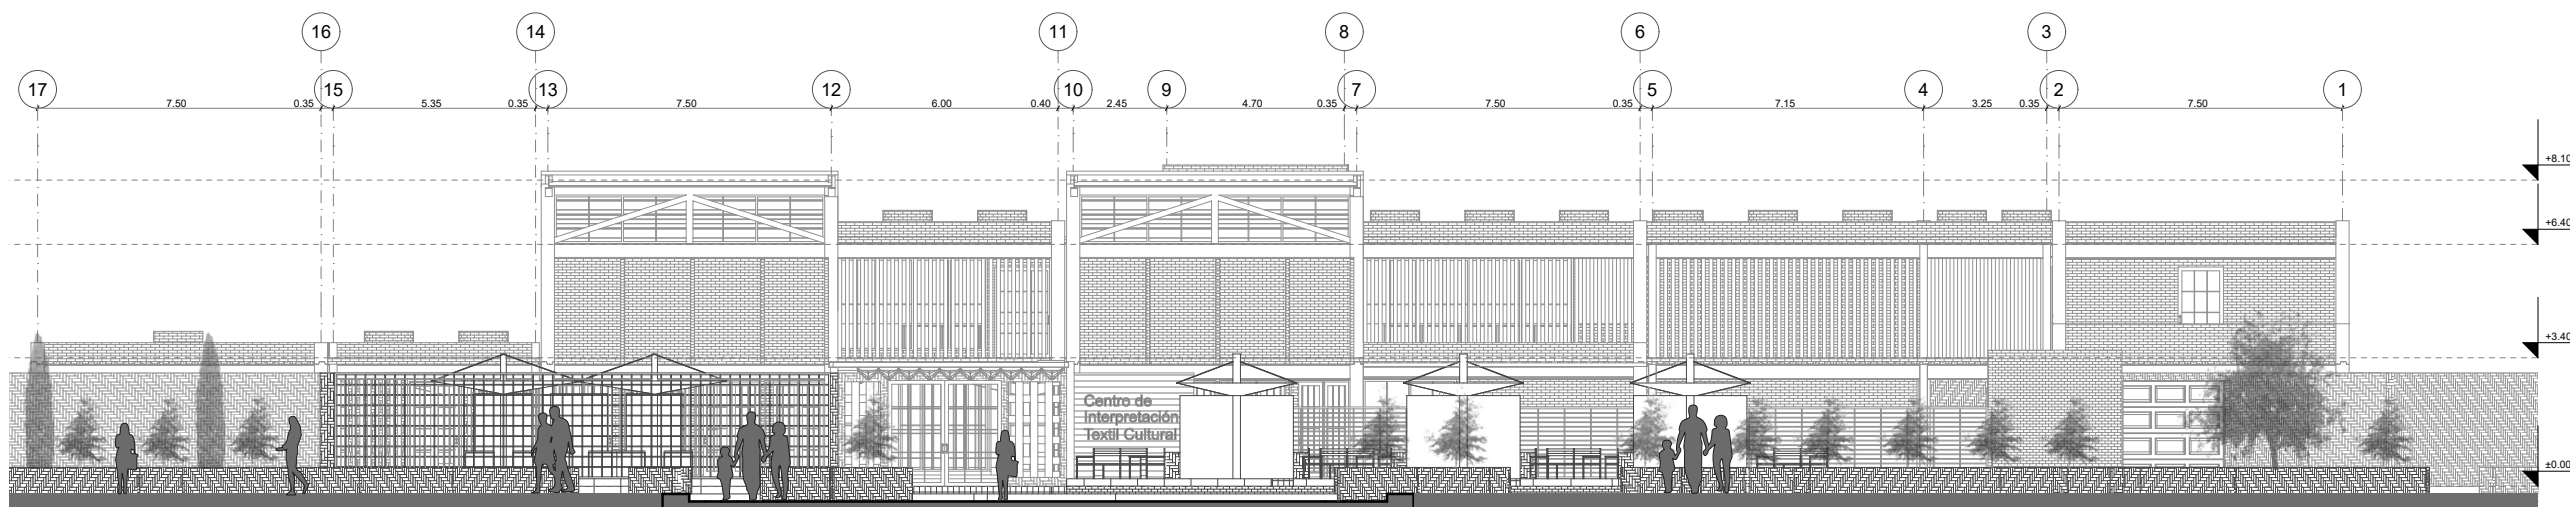 16 14 11 8 6 3
17 15 13 12 10 9 7 5 4 2 1
7.50 0.35 5.35 0.35 7.50 6.00 0.40 2.45 4.70 0.35 7.50 0.35 7.15 3.25 0.35 7.50
+8.10
+6.40
+3.40
Centro de
Interpretación
Textil Cultural
±0.00